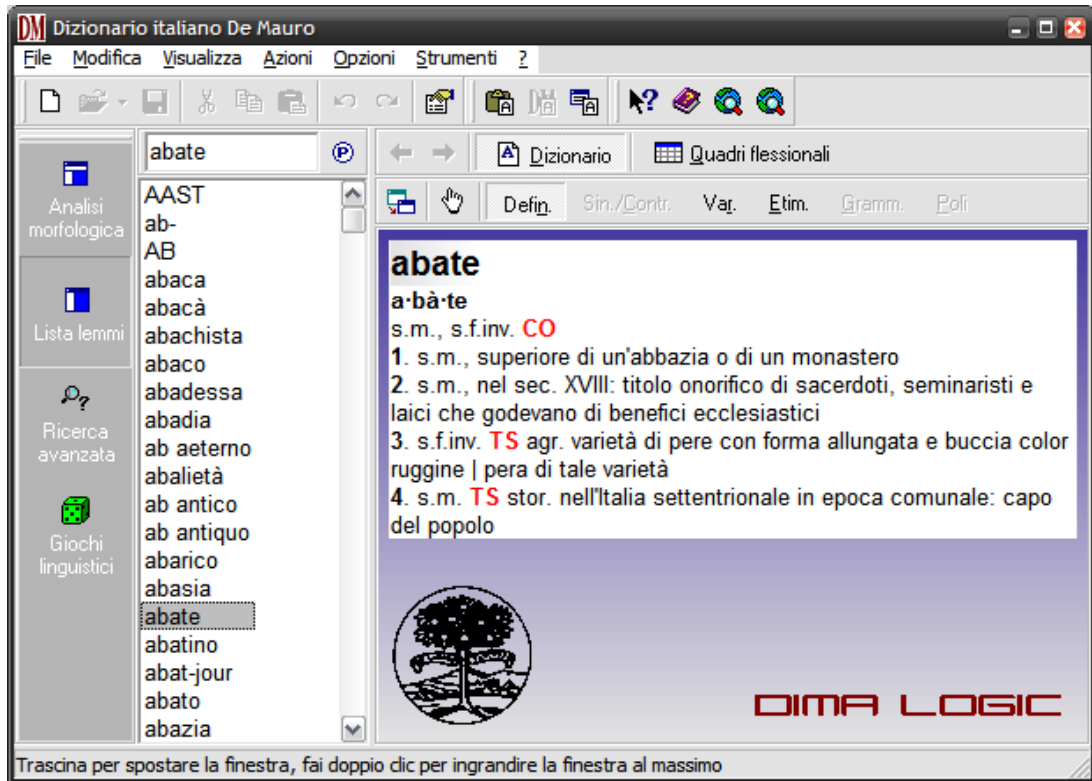 DM Dizionario italiano De Mauro
File Modifica Visualizza Azioni Opzioni Strumenti ?
abate
Dizionario Quadri flessionali
Analisi
morfologica
Lista lemmi
Ricerca
avanzata
Giochi
linguistici
AAST
ab-
AB
abaca
abacà
abachista
abaco
abadessa
abadia
ab aeterno
abalietà
ab antico
ab antiquo
abarico
abasia
abate
abatino
abat-jour
abato
abazia
Defin. Sin./Contr. Var. Etim. Gramm. Poli
abate
a·bà·te
s.m., s.f.inv. CO
1. s.m., superiore di un'abbazia o di un monastero
2. s.m., nel sec. XVIII: titolo onorifico di sacerdoti, seminaristi e
laici che godevano di benefici ecclesiastici
3. s.f.inv. TS agr. varietà di pere con forma allungata e buccia color
ruggine | pera di tale varietà
4. s.m. TS stor. nell'Italia settentrionale in epoca comunale: capo
del popolo
DIMA LOGIC
Trascina per spostare la finestra, fai doppio clic per ingrandire la finestra al massimo